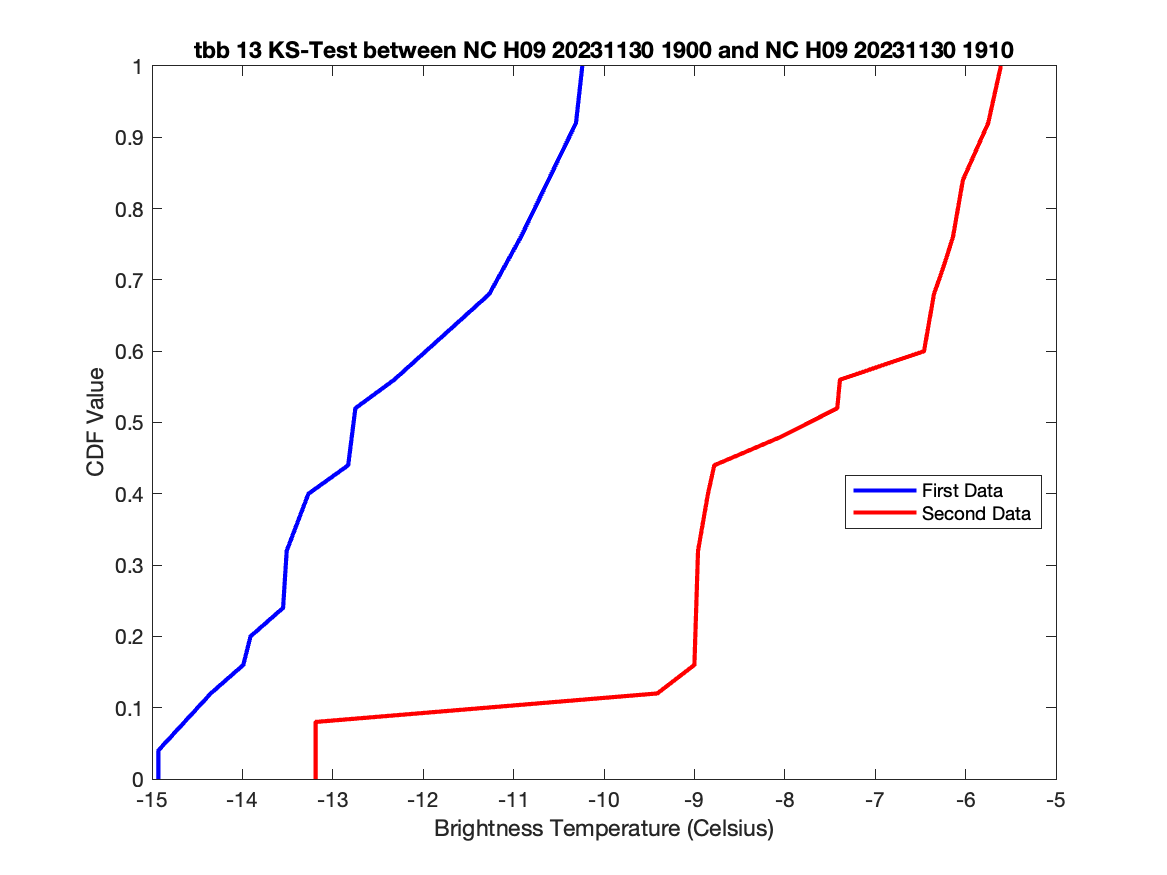 tbb 13 KS-Test between NC H09 20231130 1900 and NC H09 20231130 1910
1
0.9
0.8
0.7
0.6
0.5
0.4
0.3
0.2
0.1
0
CDF Value
First Data
Second Data
-15 -14 -13 -12 -11 -10 -9 -8 -7 -6 -5
Brightness Temperature (Celsius)